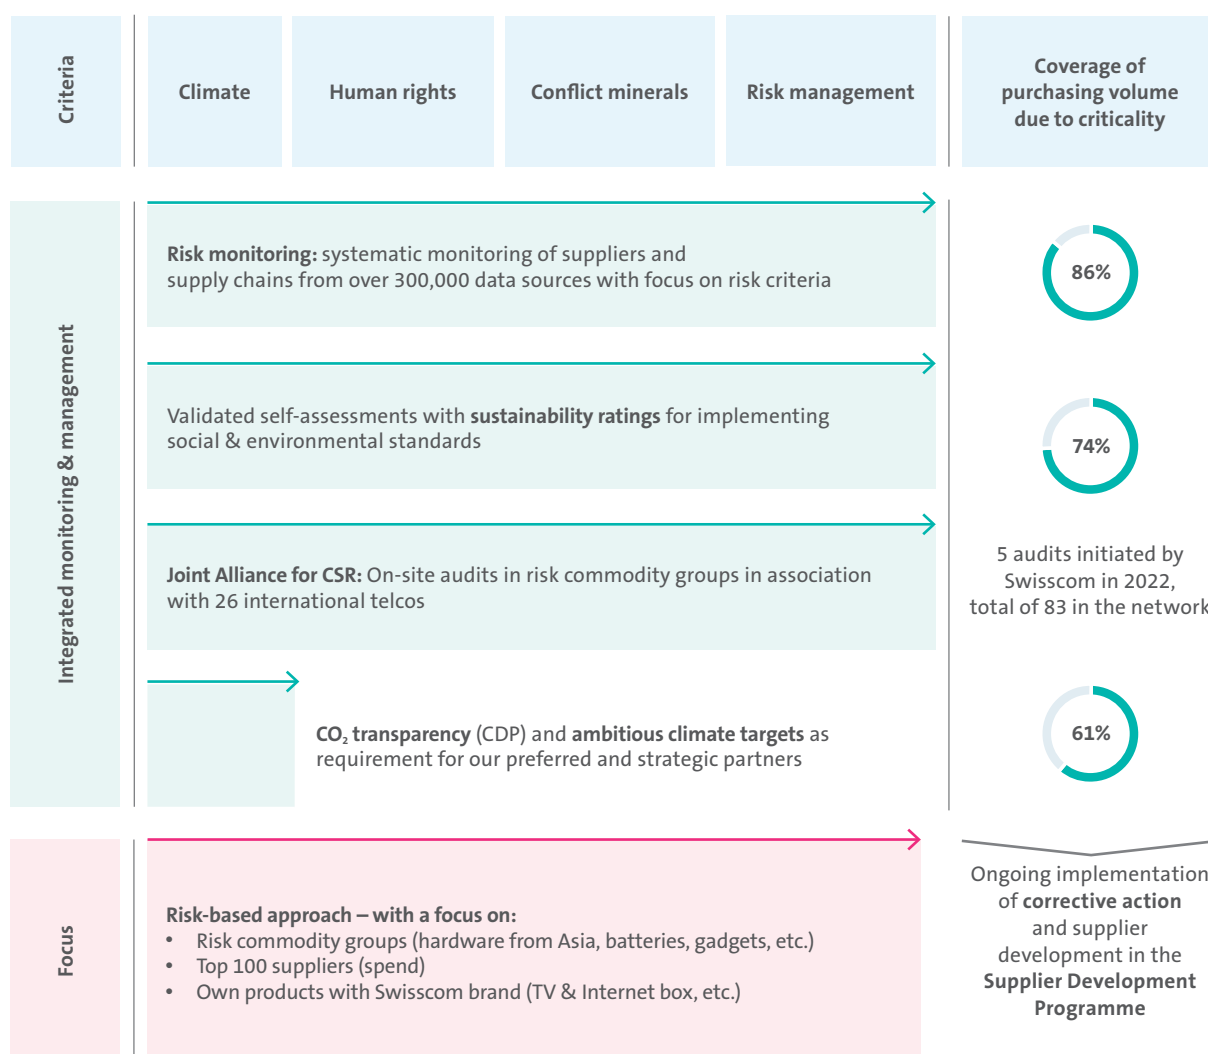 Criteria
Climate
Human rights
Conflict minerals
Risk management
Coverage of
purchasing volume
due to criticality
Integrated monitoring & management
Risk monitoring: systematic monitoring of suppliers and
supply chains from over 300,000 data sources with focus on risk criteria
86%
Validated self-assessments with sustainability ratings for implementing
social & environmental standards
74%
Joint Alliance for CSR: On-site audits in risk commodity groups in association
with 26 international telcos
5 audits initiated by
Swisscom in 2022,
total of 83 in the network
CO₂ transparency (CDP) and ambitious climate targets as
requirement for our preferred and strategic partners
61%
Focus
Risk-based approach – with a focus on:
• Risk commodity groups (hardware from Asia, batteries, gadgets, etc.)
• Top 100 suppliers (spend)
• Own products with Swisscom brand (TV & Internet box, etc.)
Ongoing implementation
of corrective action
and supplier
development in the
Supplier Development
Programme